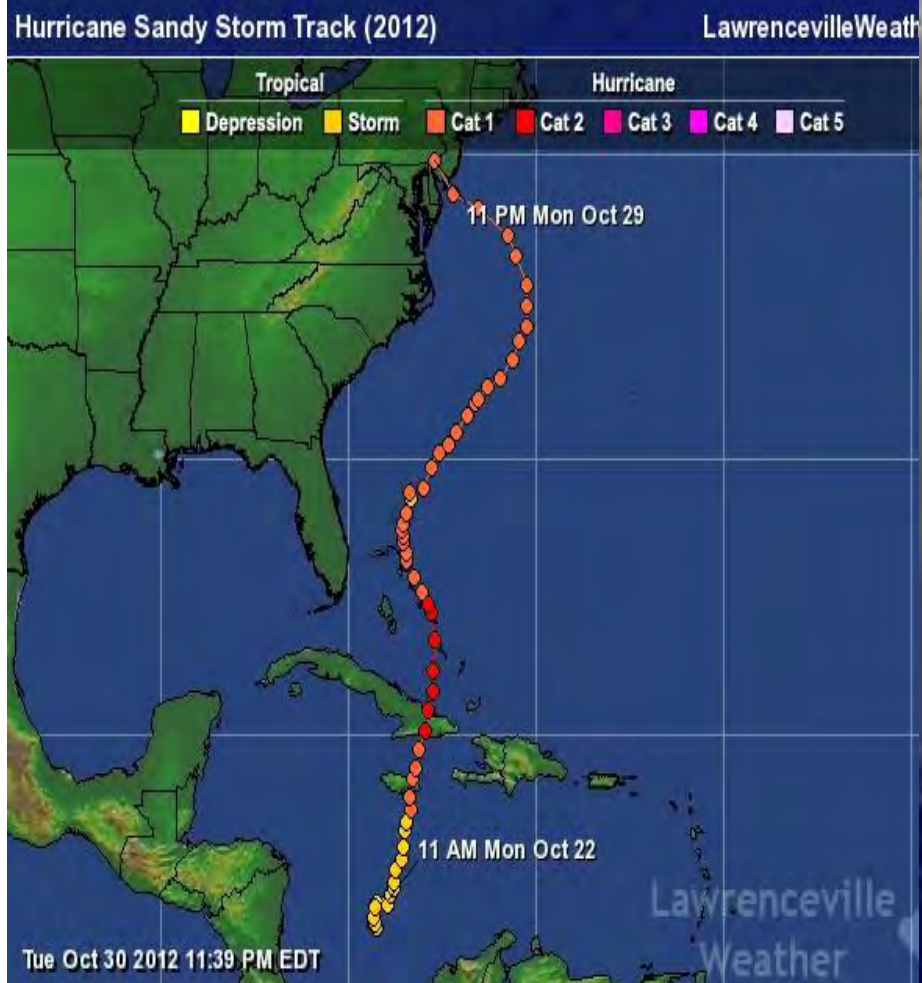 Hurricane Sandy Storm Track (2012) LawrencevilleWeath
Tropical Hurricane
Depression Storm Cat 1 Cat 2 Cat 3 Cat 4 Cat 5
11 PM Mon Oct 29
11 AM Mon Oct 22
Lawrenceville
Weather
Tue Oct 30 2012 11:39 PM EDT